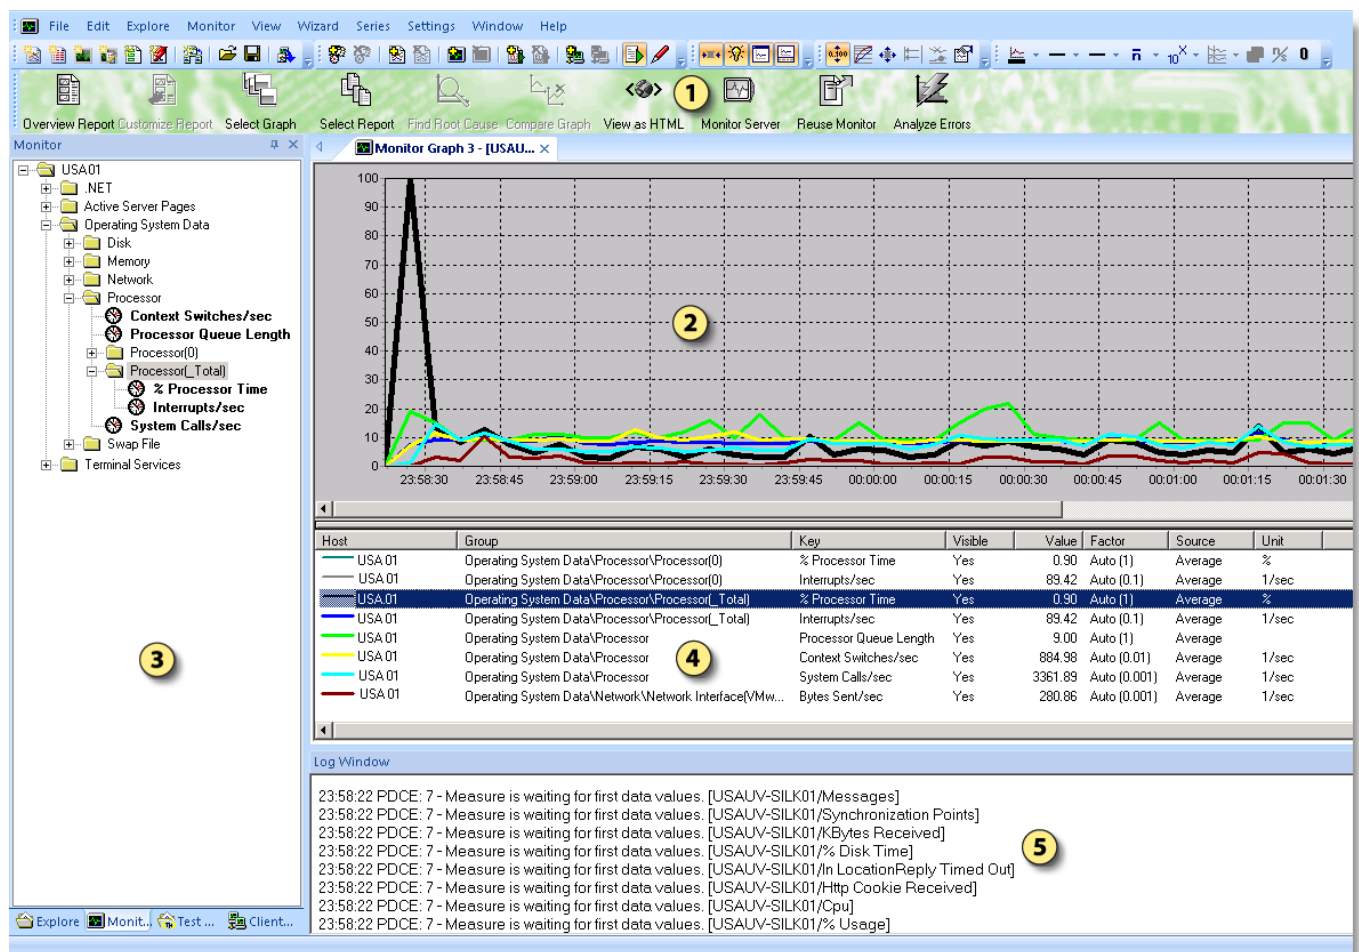 File Edit Explore Monitor View Wizard Series Settings Window Help
0.100 n 10X n/% 0
Overview Report Customize Report Select Graph Select Report Find Root Cause Compare Graph View as HTML Monitor Server Reuse Monitor Analyze Errors
1
Monitor
USA01
.NET
Active Server Pages
Operating System Data
Disk
Memory
Network
Processor
Context Switches/sec
Processor Queue Length
Processor(0)
Processor(_Total)
% Processor Time
Interrupts/sec
System Calls/sec
Swap File
Terminal Services
3
Explore Monit... Test ... Client...
Monitor Graph 3 - [USAU...
100
90
80
70
60
50
40
30
20
10
0
2
23:58:30 23:58:45 23:59:00 23:59:15 23:59:30 23:59:45 00:00:00 00:00:15 00:00:30 00:00:45 00:01:00 00:01:15 00:01:30
Host Group Key Visible Value Factor Source Unit
USA01 Operating System Data\Processor\Processor(0) % Processor Time Yes 0.90 Auto (1) Average %
USA01 Operating System Data\Processor\Processor(0) Interrupts/sec Yes 89.42 Auto (0.1) Average 1/sec
USA01 Operating System Data\Processor\Processor(_Total) % Processor Time Yes 0.90 Auto (1) Average %
USA01 Operating System Data\Processor\Processor(_Total) Interrupts/sec Yes 89.42 Auto (0.1) Average 1/sec
USA01 Operating System Data\Processor Processor Queue Length Yes 9.00 Auto (1) Average
USA01 Operating System Data\Processor Context Switches/sec Yes 884.98 Auto (0.01) Average 1/sec
USA01 Operating System Data\Processor System Calls/sec Yes 3361.89 Auto (0.001) Average 1/sec
USA01 Operating System Data\Network\Network Interface(VMw... Bytes Sent/sec Yes 280.86 Auto (0.001) Average 1/sec
4
Log Window
23:58:22 PDCE: 7 - Measure is waiting for first data values. [USAUV-SILK01/Messages]
23:58:22 PDCE: 7 - Measure is waiting for first data values. [USAUV-SILK01/Synchronization Points]
23:58:22 PDCE: 7 - Measure is waiting for first data values. [USAUV-SILK01/KBytes Received]
23:58:22 PDCE: 7 - Measure is waiting for first data values. [USAUV-SILK01/% Disk Time]
23:58:22 PDCE: 7 - Measure is waiting for first data values. [USAUV-SILK01/In LocationReply Timed Out]
23:58:22 PDCE: 7 - Measure is waiting for first data values. [USAUV-SILK01/Http Cookie Received]
23:58:22 PDCE: 7 - Measure is waiting for first data values. [USAUV-SILK01/Cpu]
23:58:22 PDCE: 7 - Measure is waiting for first data values. [USAUV-SILK01/% Usage]
5